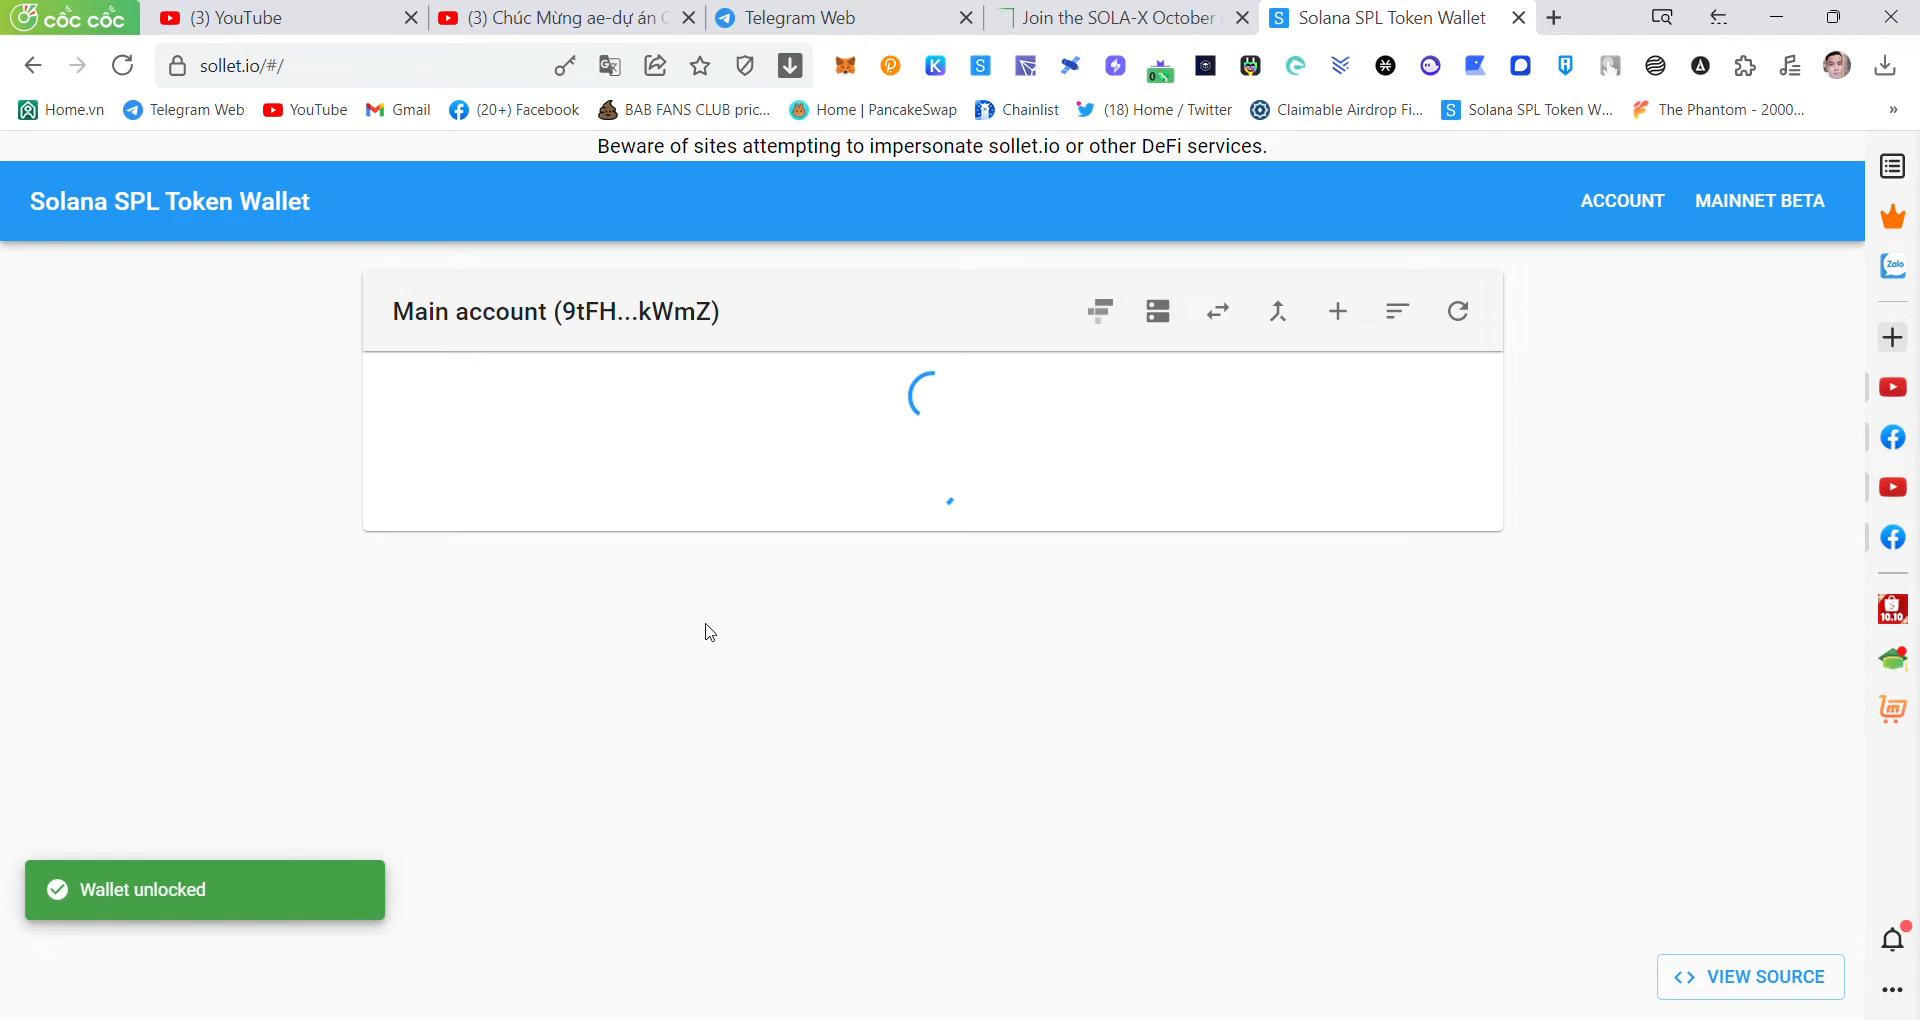 cốc cốc
(3) YouTube
(3) Chúc Mừng ae-dự án
Telegram Web
Join the SOLA-X October
Solana SPL Token Wallet
sollet.io/#/
Home.vn
Telegram Web
YouTube
Gmail
(20+) Facebook
BAB FANS CLUB pric...
Home | PancakeSwap
Chainlist
(18) Home / Twitter
Claimable Airdrop Fi...
Solana SPL Token W...
The Phantom - 2000...
»
Beware of sites attempting to impersonate sollet.io or other DeFi services.
Solana SPL Token Wallet
ACCOUNT
MAINNET BETA
Zalo
Main account (9tFH...kWmZ)
10.10
Wallet unlocked
<> VIEW SOURCE